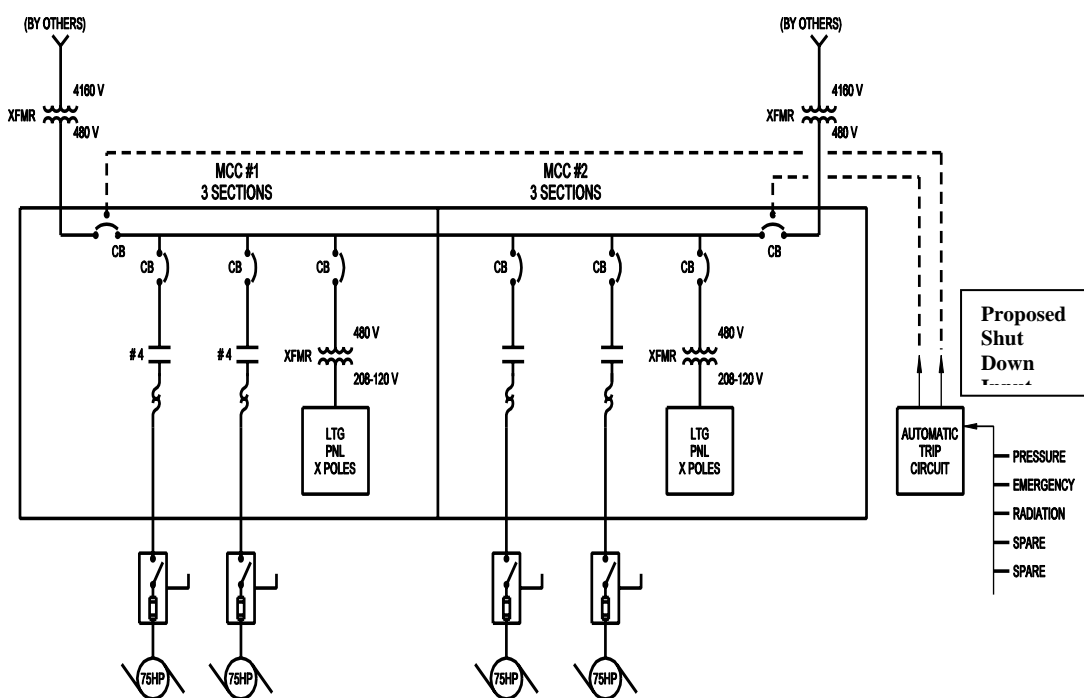 (BY OTHERS)
(BY OTHERS)
4160 V
XFMR
480 V
4160 V
XFMR
480 V
MCC #1
3 SECTIONS
MCC #2
3 SECTIONS
CB
CB
CB
CB
CB
CB
CB
CB
# 4
# 4
480 V
XFMR
208-120 V
480 V
XFMR
208-120 V
LTG
PNL
X POLES
LTG
PNL
X POLES
Proposed
Shut
Down
AUTOMATIC
TRIP
CIRCUIT
PRESSURE
EMERGENCY
RADIATION
SPARE
SPARE
75HP
75HP
75HP
75HP